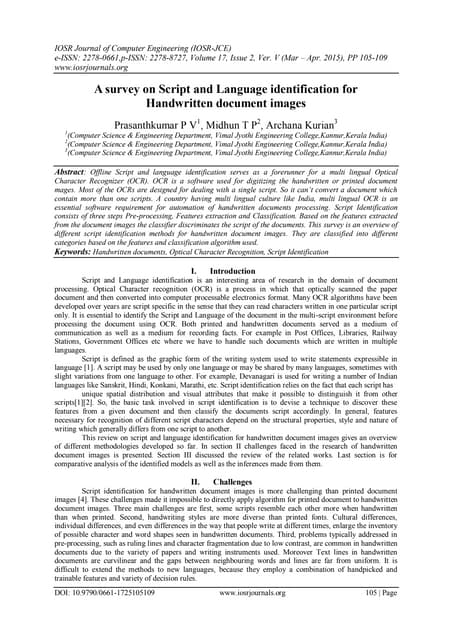 IOSR Journal of Computer Engineering (IOSR-JCE)
e-ISSN: 2278-0661,p-ISSN: 2278-8727, Volume 17, Issue 2, Ver. V (Mar – Apr. 2015), PP 105-109
www.iosrjournals.org
A survey on Script and Language identification for
Handwritten document images
Prasanthkumar P V1, Midhun T P2, Archana Kurian3
1(Computer Science & Engineering Department, Vimal Jyothi Engineering College,Kannur,Kerala India)
2(Computer Science & Engineering Department, Vimal Jyothi Engineering College,Kannur,Kerala India)
3(Computer Science & Engineering Department, Vimal Jyothi Engineering College,Kannur,Kerala India)
Abstract: Offline Script and language identification serves as a forerunner for a multi lingual Optical
Character Recognizer (OCR). OCR is a software used for digitizing the handwritten or printed document
mages. Most of the OCRs are designed for dealing with a single script. So it can't convert a document which
contain more than one scripts. A country having multi lingual culture like India, multi lingual OCR is an
essential software requirement for automation of handwritten documents processing. Script Identification
consists of three steps Pre-processing, Features extraction and Classification. Based on the features extracted
from the document images the classifier discriminates the script of the documents. This survey is an overview of
different script identification methods for handwritten document images. They are classified into different
categories based on the features and classification algorithm used.
Keywords: Handwritten documents, Optical Character Recognition, Script Identification
I. Introduction
Script and Language identification is an interesting area of research in the domain of document
processing. Optical Character recognition (OCR) is a process in which that optically scanned the paper
document and then converted into computer processable electronics format. Many OCR algorithms have been
developed over years are script specific in the sense that they can read characters written in one particular script
only. It is essential to identify the Script and Language of the document in the multi-script environment before
processing the document using OCR. Both printed and handwritten documents served as a medium of
communication as well as a medium for recording facts. For example in Post Offices, Libraries, Railway
Stations, Government Offices etc where we have to handle such documents which are written in multiple
languages.
Script is defined as the graphic form of the writing system used to write statements expressible in
language [1]. A script may be used by only one language or may be shared by many languages, sometimes with
slight variations from one language to other. For example, Devanagari is used for writing a number of Indian
languages like Sanskrit, Hindi, Konkani, Marathi, etc. Script identification relies on the fact that each script has
unique spatial distribution and visual attributes that make it possible to distinguish it from other
scripts[1][2]. So, the basic task involved in script identification is to devise a technique to discover these
features from a given document and then classify the documents script accordingly. In general, features
necessary for recognition of different script characters depend on the structural properties, style and nature of
writing which generally differs from one script to another.
This review on script and language identification for handwritten document images gives an overview
of different methodologies developed so far. In section II challenges faced in the research of handwritten
document images is presented. Section III discussed the review of the related works. Last section is for
comparative analysis of the identified models as well as the inferences made from them.
II. Challenges
Script identification for handwritten document images is more challenging than printed document
images [4]. These challenges made it impossible to directly apply algorithm for printed document to handwritten
document images. Three main challenges are first, some scripts resemble each other more when handwritten
than when printed. Second, handwriting styles are more diverse than printed fonts. Cultural differences,
individual differences, and even differences in the way that people write at different times, enlarge the inventory
of possible character and word shapes seen in handwritten documents. Third, problems typically addressed in
pre-processing, such as ruling lines and character fragmentation due to low contrast, are common in handwritten
documents due to the variety of papers and writing instruments used. Moreover Text lines in handwritten
documents are curvilinear and the gaps between neighbouring words and lines are far from uniform. It is
difficult to extend the methods to new languages, because they employ a combination of handpicked and
trainable features and variety of decision rules.
DOI: 10.9790/0661-1725105109 www.iosrjournals.org 105 | Page